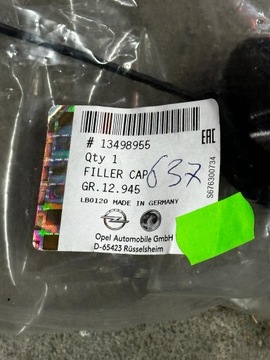 # 13498955
Qty 1
FILLER CAP
637
GR.12.945
LB0120 MADE IN GERMANY
Opel Automobile GmbH
D-65423 Rüsselsheim
EAC
S676300734